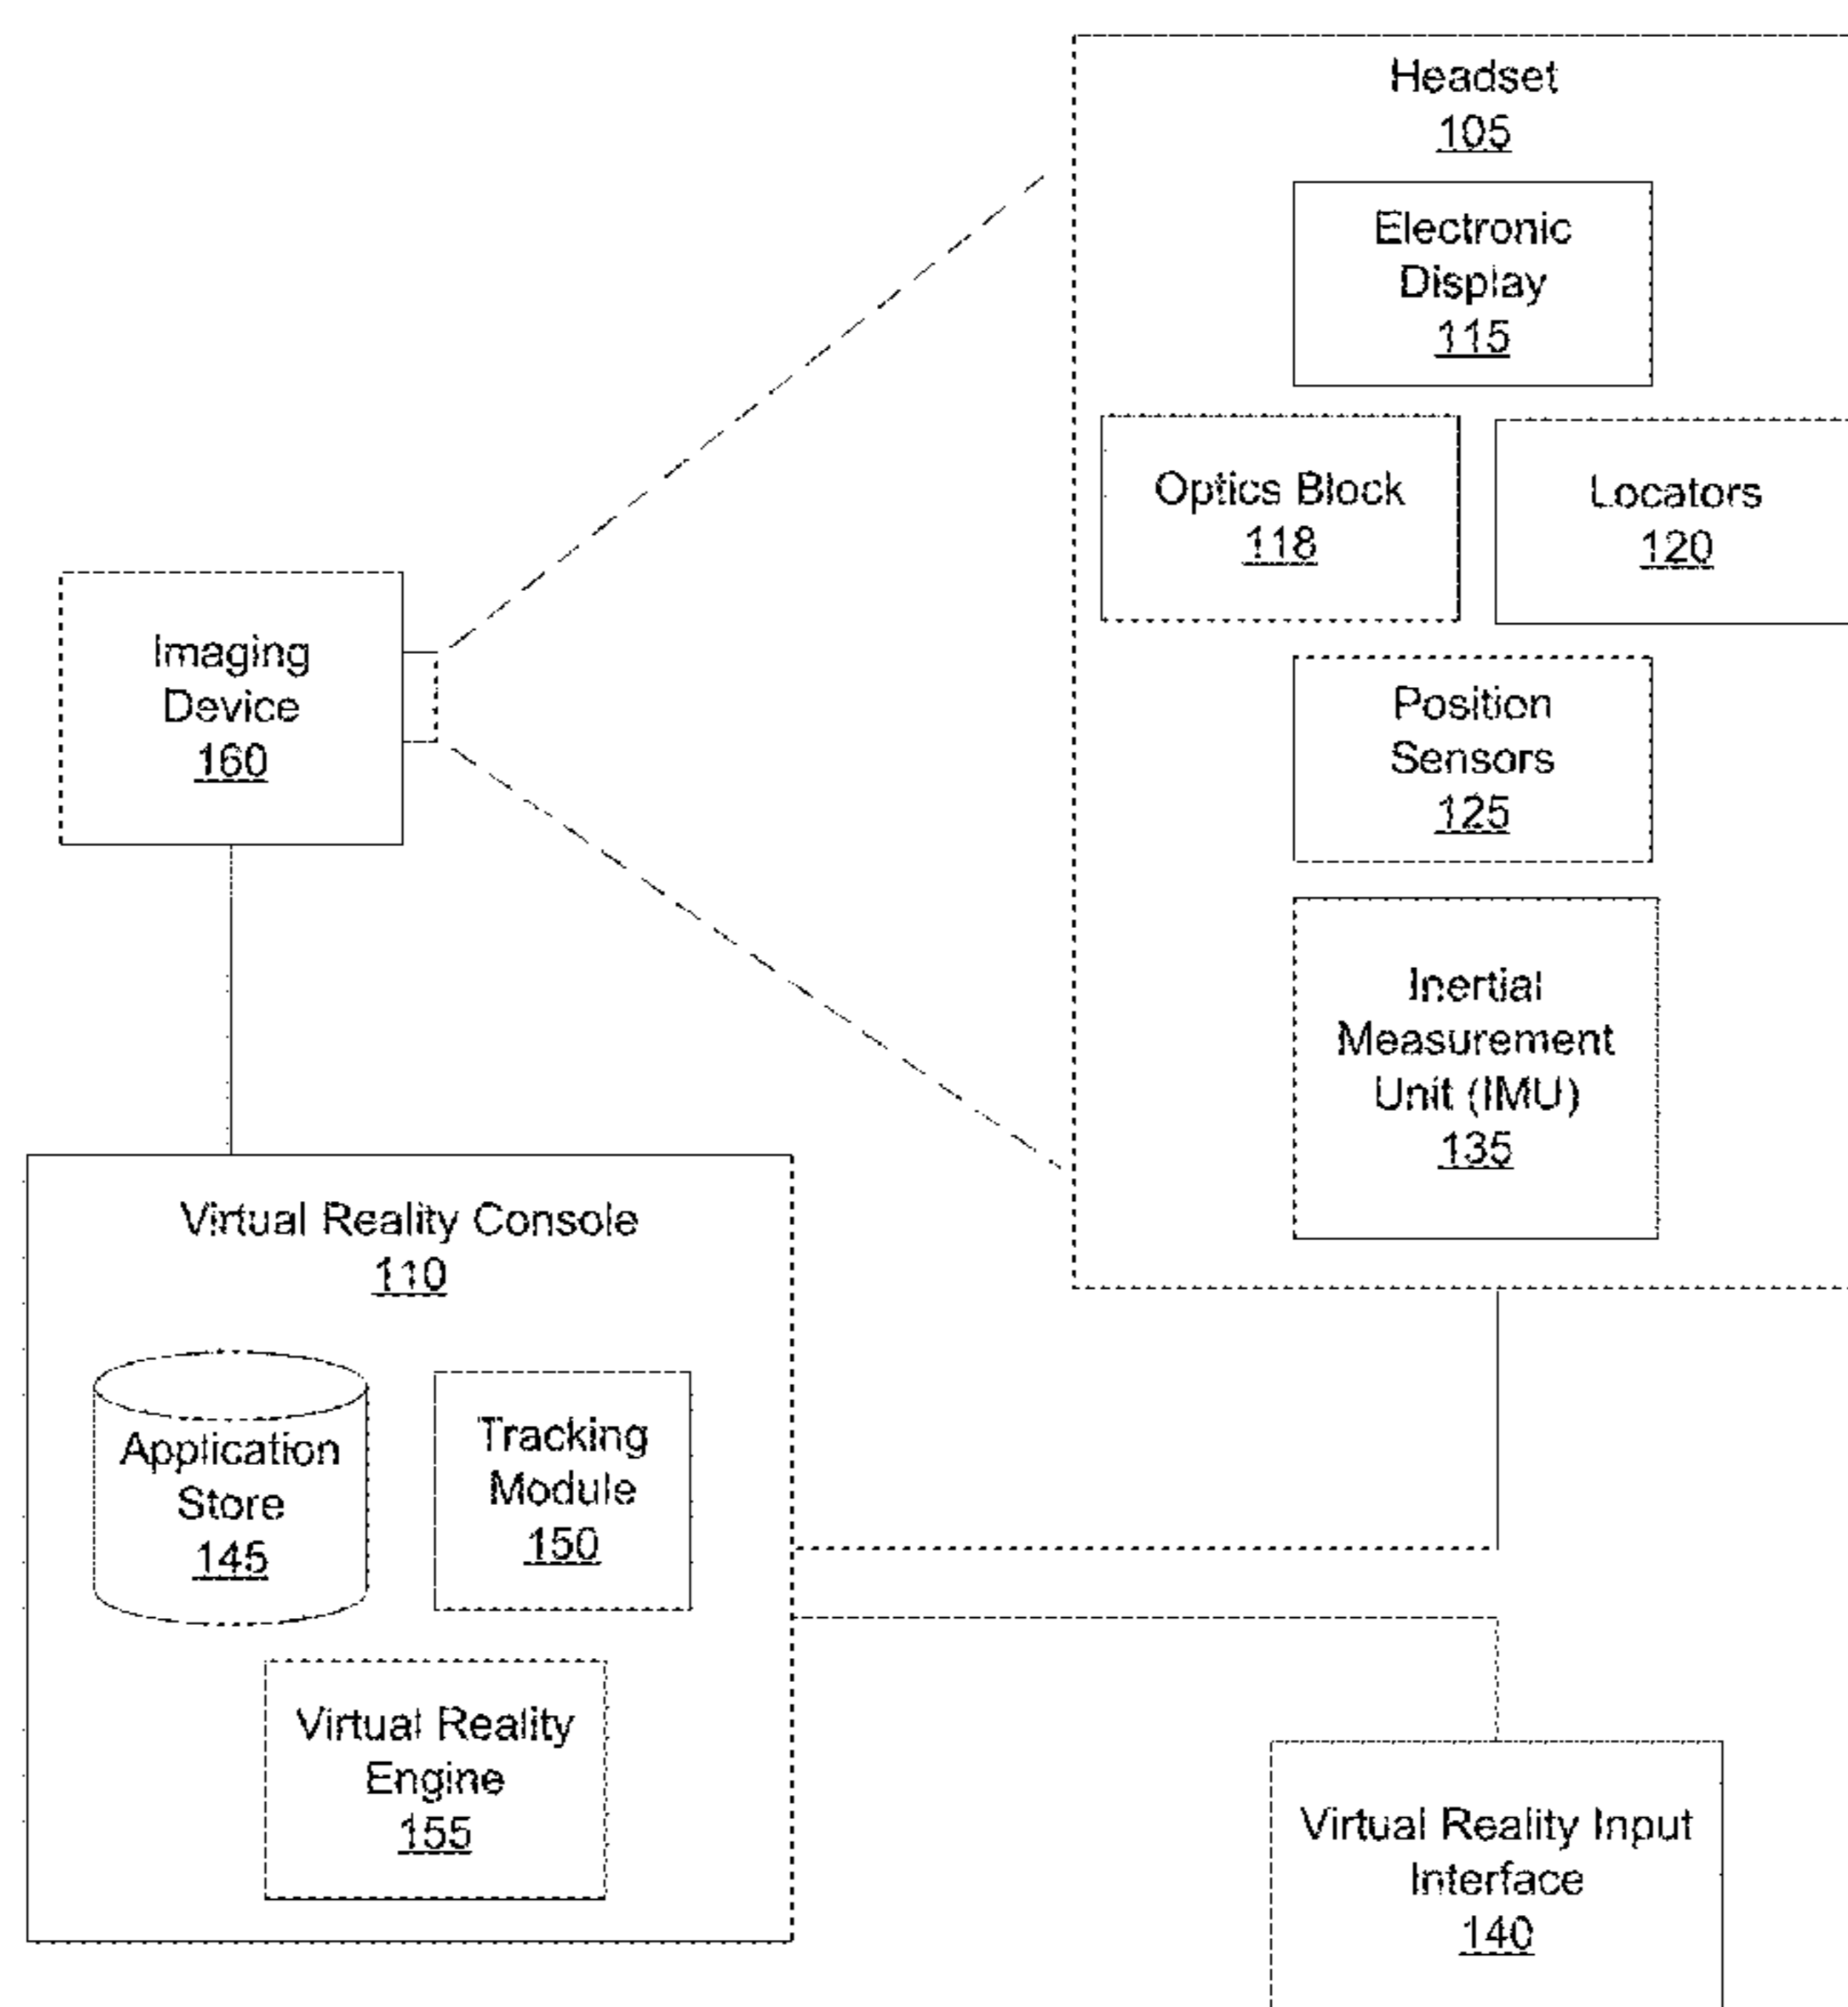 Headset
105
Electronic
Display
115
Optics Block
118
Locators
120
Imaging
Device
160
Position
Sensors
125
Inertial
Measurement
Unit (IMU)
135
Virtual Reality Console
110
Application
Store
145
Tracking
Module
150
Virtual Reality
Engine
155
Virtual Reality Input
Interface
140